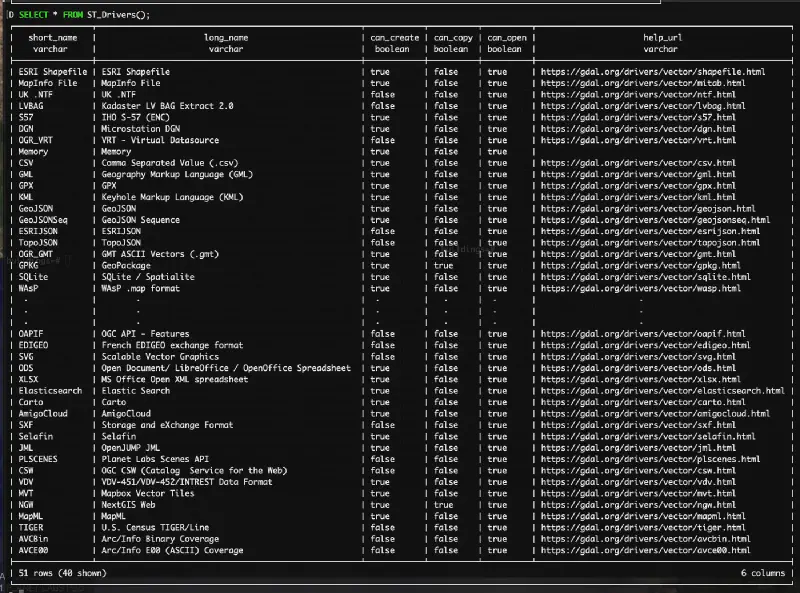 D SELECT * FROM ST_Drivers();
short_name | long_name | can_create | can_copy | can_open | help_url
varchar | varchar | boolean | boolean | boolean | varchar
ESRI Shapefile | ESRI Shapefile | true | false | true | https://gdal.org/drivers/vector/shapefile.html
MapInfo File | MapInfo File | true | false | true | https://gdal.org/drivers/vector/mitab.html
UK .NTF | UK .NTF | false | false | true | https://gdal.org/drivers/vector/ntf.html
LVBAG | Kadaster LV BAG Extract 2.0 | false | false | true | https://gdal.org/drivers/vector/lvbag.html
S57 | IHO S-57 (ENC) | true | false | true | https://gdal.org/drivers/vector/s57.html
DGN | Microstation DGN | true | false | true | https://gdal.org/drivers/vector/dgn.html
OGR_VRT | VRT - Virtual Datasource | false | false | true | https://gdal.org/drivers/vector/vrt.html
Memory | Memory | true | false | true |
CSV | Comma Separated Value (.csv) | true | false | true | https://gdal.org/drivers/vector/csv.html
GML | Geography Markup Language (GML) | true | false | true | https://gdal.org/drivers/vector/gml.html
GPX | GPX | true | false | true | https://gdal.org/drivers/vector/gpx.html
KML | Keyhole Markup Language (KML) | true | false | true | https://gdal.org/drivers/vector/kml.html
GeoJSON | GeoJSON | true | false | true | https://gdal.org/drivers/vector/geojson.html
GeoJSONSeq | GeoJSON Sequence | true | false | true | https://gdal.org/drivers/vector/geojsonseq.html
ESRIJSON | ESRIJSON | false | false | true | https://gdal.org/drivers/vector/esrijson.html
TopoJSON | TopoJSON | false | false | true | https://gdal.org/drivers/vector/topojson.html
OGR_GMT | GMT ASCII Vectors (.gmt) | true | false | true | https://gdal.org/drivers/vector/gmt.html
GPKG | GeoPackage | true | true | true | https://gdal.org/drivers/vector/gpkg.html
SQLite | SQLite / Spatialite | true | false | true | https://gdal.org/drivers/vector/sqlite.html
WAsP | WAsP .map format | true | false | true | https://gdal.org/drivers/vector/wasp.html
· | · | · | · | · | ·
· | · | · | · | · | ·
· | · | · | · | · | ·
OAPIF | OGC API - Features | false | false | true | https://gdal.org/drivers/vector/oapif.html
EDIGEO | French EDIGEO exchange format | false | false | true | https://gdal.org/drivers/vector/edigeo.html
SVG | Scalable Vector Graphics | false | false | true | https://gdal.org/drivers/vector/svg.html
ODS | Open Document/ LibreOffice / OpenOffice Spreadsheet | true | false | true | https://gdal.org/drivers/vector/ods.html
XLSX | MS Office Open XML spreadsheet | true | false | true | https://gdal.org/drivers/vector/xlsx.html
Elasticsearch | Elastic Search | true | false | true | https://gdal.org/drivers/vector/elasticsearch.html
Carto | Carto | true | false | true | https://gdal.org/drivers/vector/carto.html
AmigoCloud | AmigoCloud | true | false | true | https://gdal.org/drivers/vector/amigocloud.html
SXF | Storage and eXchange Format | false | false | true | https://gdal.org/drivers/vector/sxf.html
Selafin | Selafin | true | false | true | https://gdal.org/drivers/vector/selafin.html
JML | OpenJUMP JML | true | false | true | https://gdal.org/drivers/vector/jml.html
PLSCENES | Planet Labs Scenes API | false | false | true | https://gdal.org/drivers/vector/plscenes.html
CSW | OGC CSW (Catalog  Service for the Web) | false | false | true | https://gdal.org/drivers/vector/csw.html
VDV | VDV-451/VDV-452/INTREST Data Format | true | false | true | https://gdal.org/drivers/vector/vdv.html
MVT | Mapbox Vector Tiles | true | false | true | https://gdal.org/drivers/vector/mvt.html
NGW | NextGIS Web | true | true | true | https://gdal.org/drivers/vector/ngw.html
MapML | MapML | true | false | true | https://gdal.org/drivers/vector/mapml.html
TIGER | U.S. Census TIGER/Line | false | false | true | https://gdal.org/drivers/vector/tiger.html
AVCBin | Arc/Info Binary Coverage | false | false | true | https://gdal.org/drivers/vector/avcbin.html
AVCE00 | Arc/Info E00 (ASCII) Coverage | false | false | true | https://gdal.org/drivers/vector/avce00.html
51 rows (40 shown) 6 columns